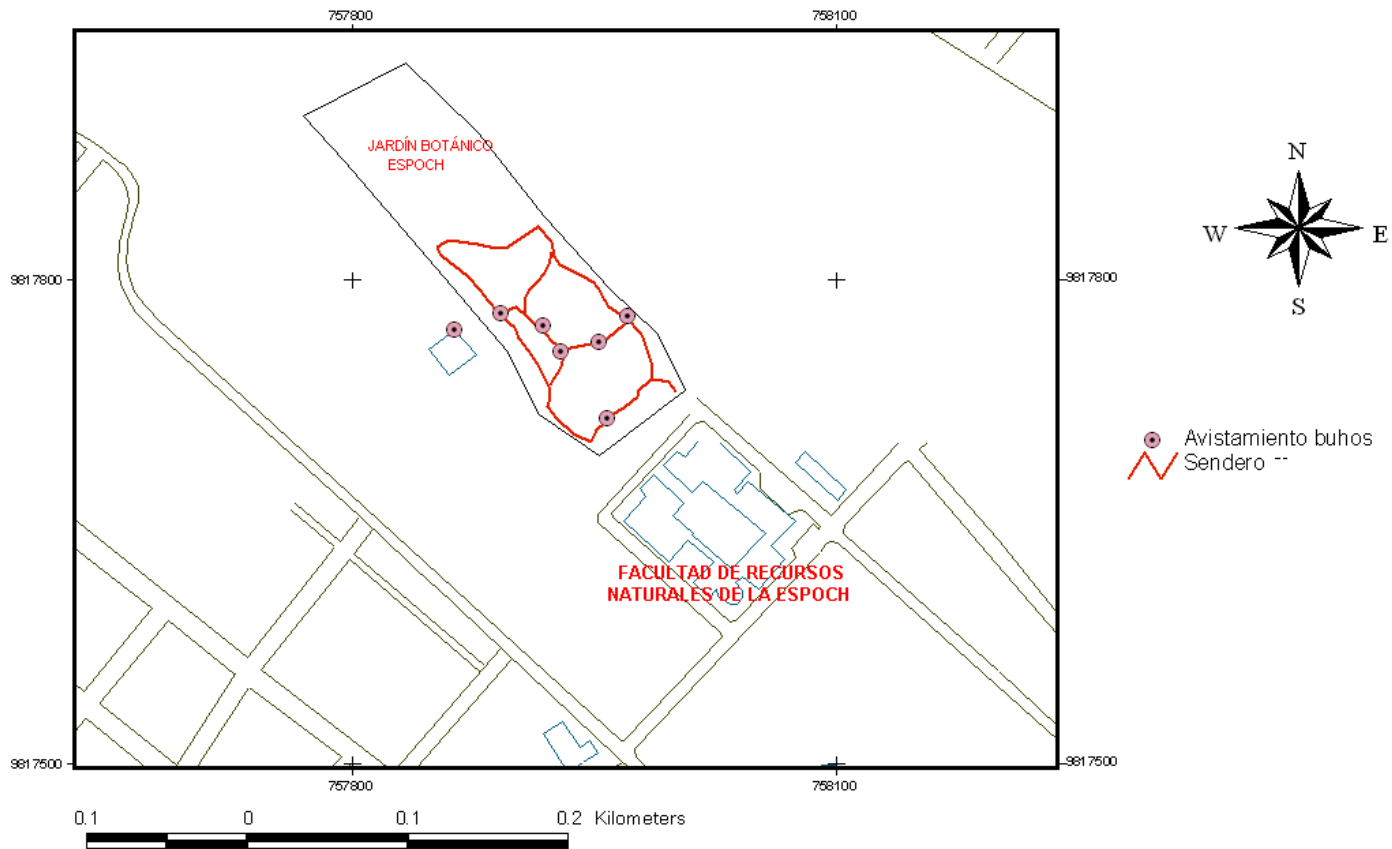 757800
758100
JARDÍN BOTÁNICO
ESPOCH
9817800
9817800
N
W
E
S
Avistamiento buhos
Sendero --
FACULTAD DE RECURSOS
NATURALES DE LA ESPOCH
9817500
9817500
757800
758100
0.1
0
0.1
0.2 Kilometers